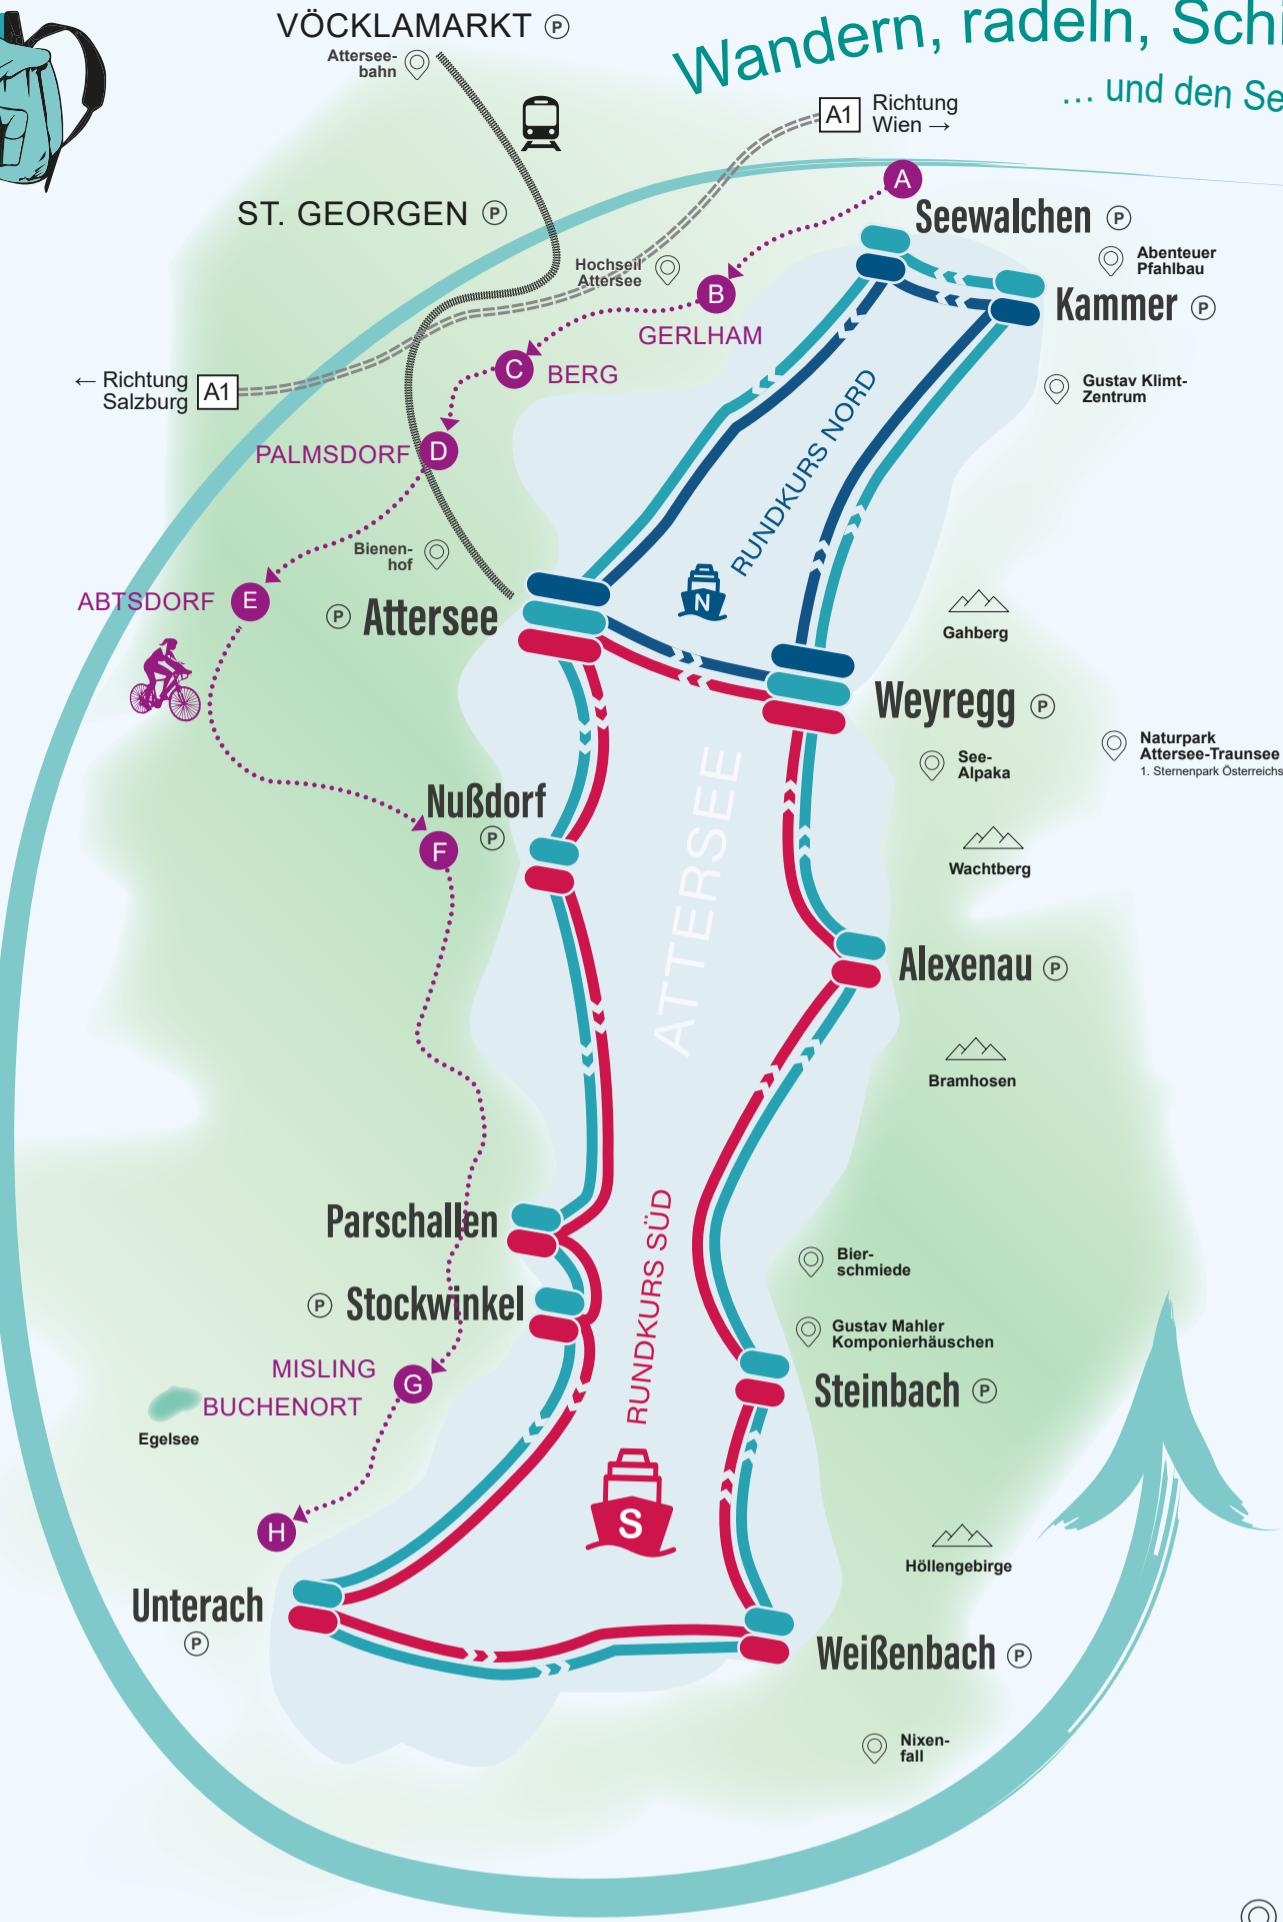 VÖCKLAMARKT P
Attersee-
bahn
Wandern, radeln, Schi
... und den Se
A1
Richtung
Wien →
A
ST. GEORGEN P
Seewalchen P
Abenteuer
Pfahlbau
Hochseil
Attersee
B
GERLHAM
Kammer P
← Richtung
Salzburg
A1
C
BERG
Gustav Klimt-
Zentrum
RUNDKURS NORD
PALMSDORF
D
Bienen-
hof
N
ABTSDORF
E
P Attersee
Gahberg
Weyregg P
See-
Alpaka
Naturpark
Attersee-Traunsee
1. Sternenpark Österreichs
ATTERSEE
Nußdorf
P
F
Wachtberg
Alexenau P
Bramhosen
Parschallen
RUNDKURS SÜD
Bier-
schmiede
P Stockwinkel
Gustav Mahler
Komponierhäuschen
MISLING
BUCHENORT
G
Steinbach P
Egelsee
S
H
Höllengebirge
Unterach
P
Weißenbach P
Nixen-
fall